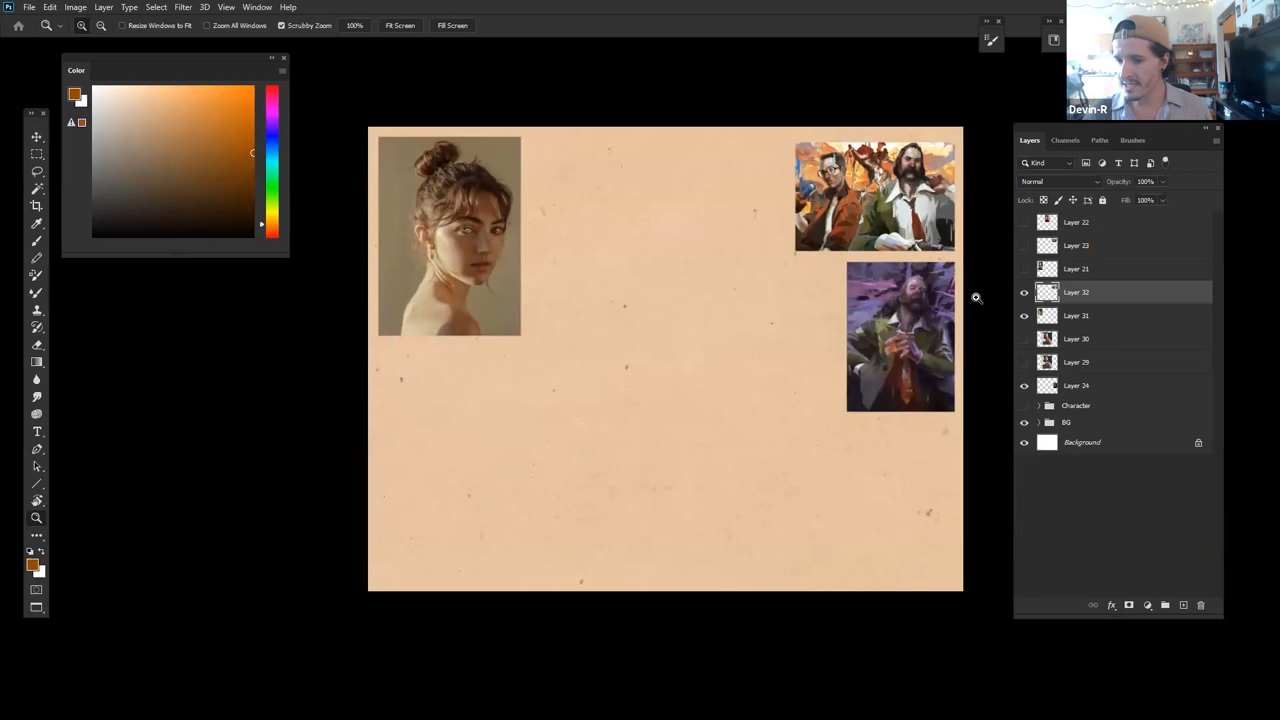 Ps File Edit Image Layer Type Select Filter 3D View Window Help
Resize Windows to Fit Zoom All Windows Scrubby Zoom 100% Fit Screen Fill Screen
Devin-R
Color
Layers Channels Paths Brushes
Kind
Normal Opacity: 100%
Lock: Fill: 100%
Layer 22
Layer 23
Layer 21
Layer 32
Layer 31
Layer 30
Layer 29
Layer 24
Character
BG
Background
fx